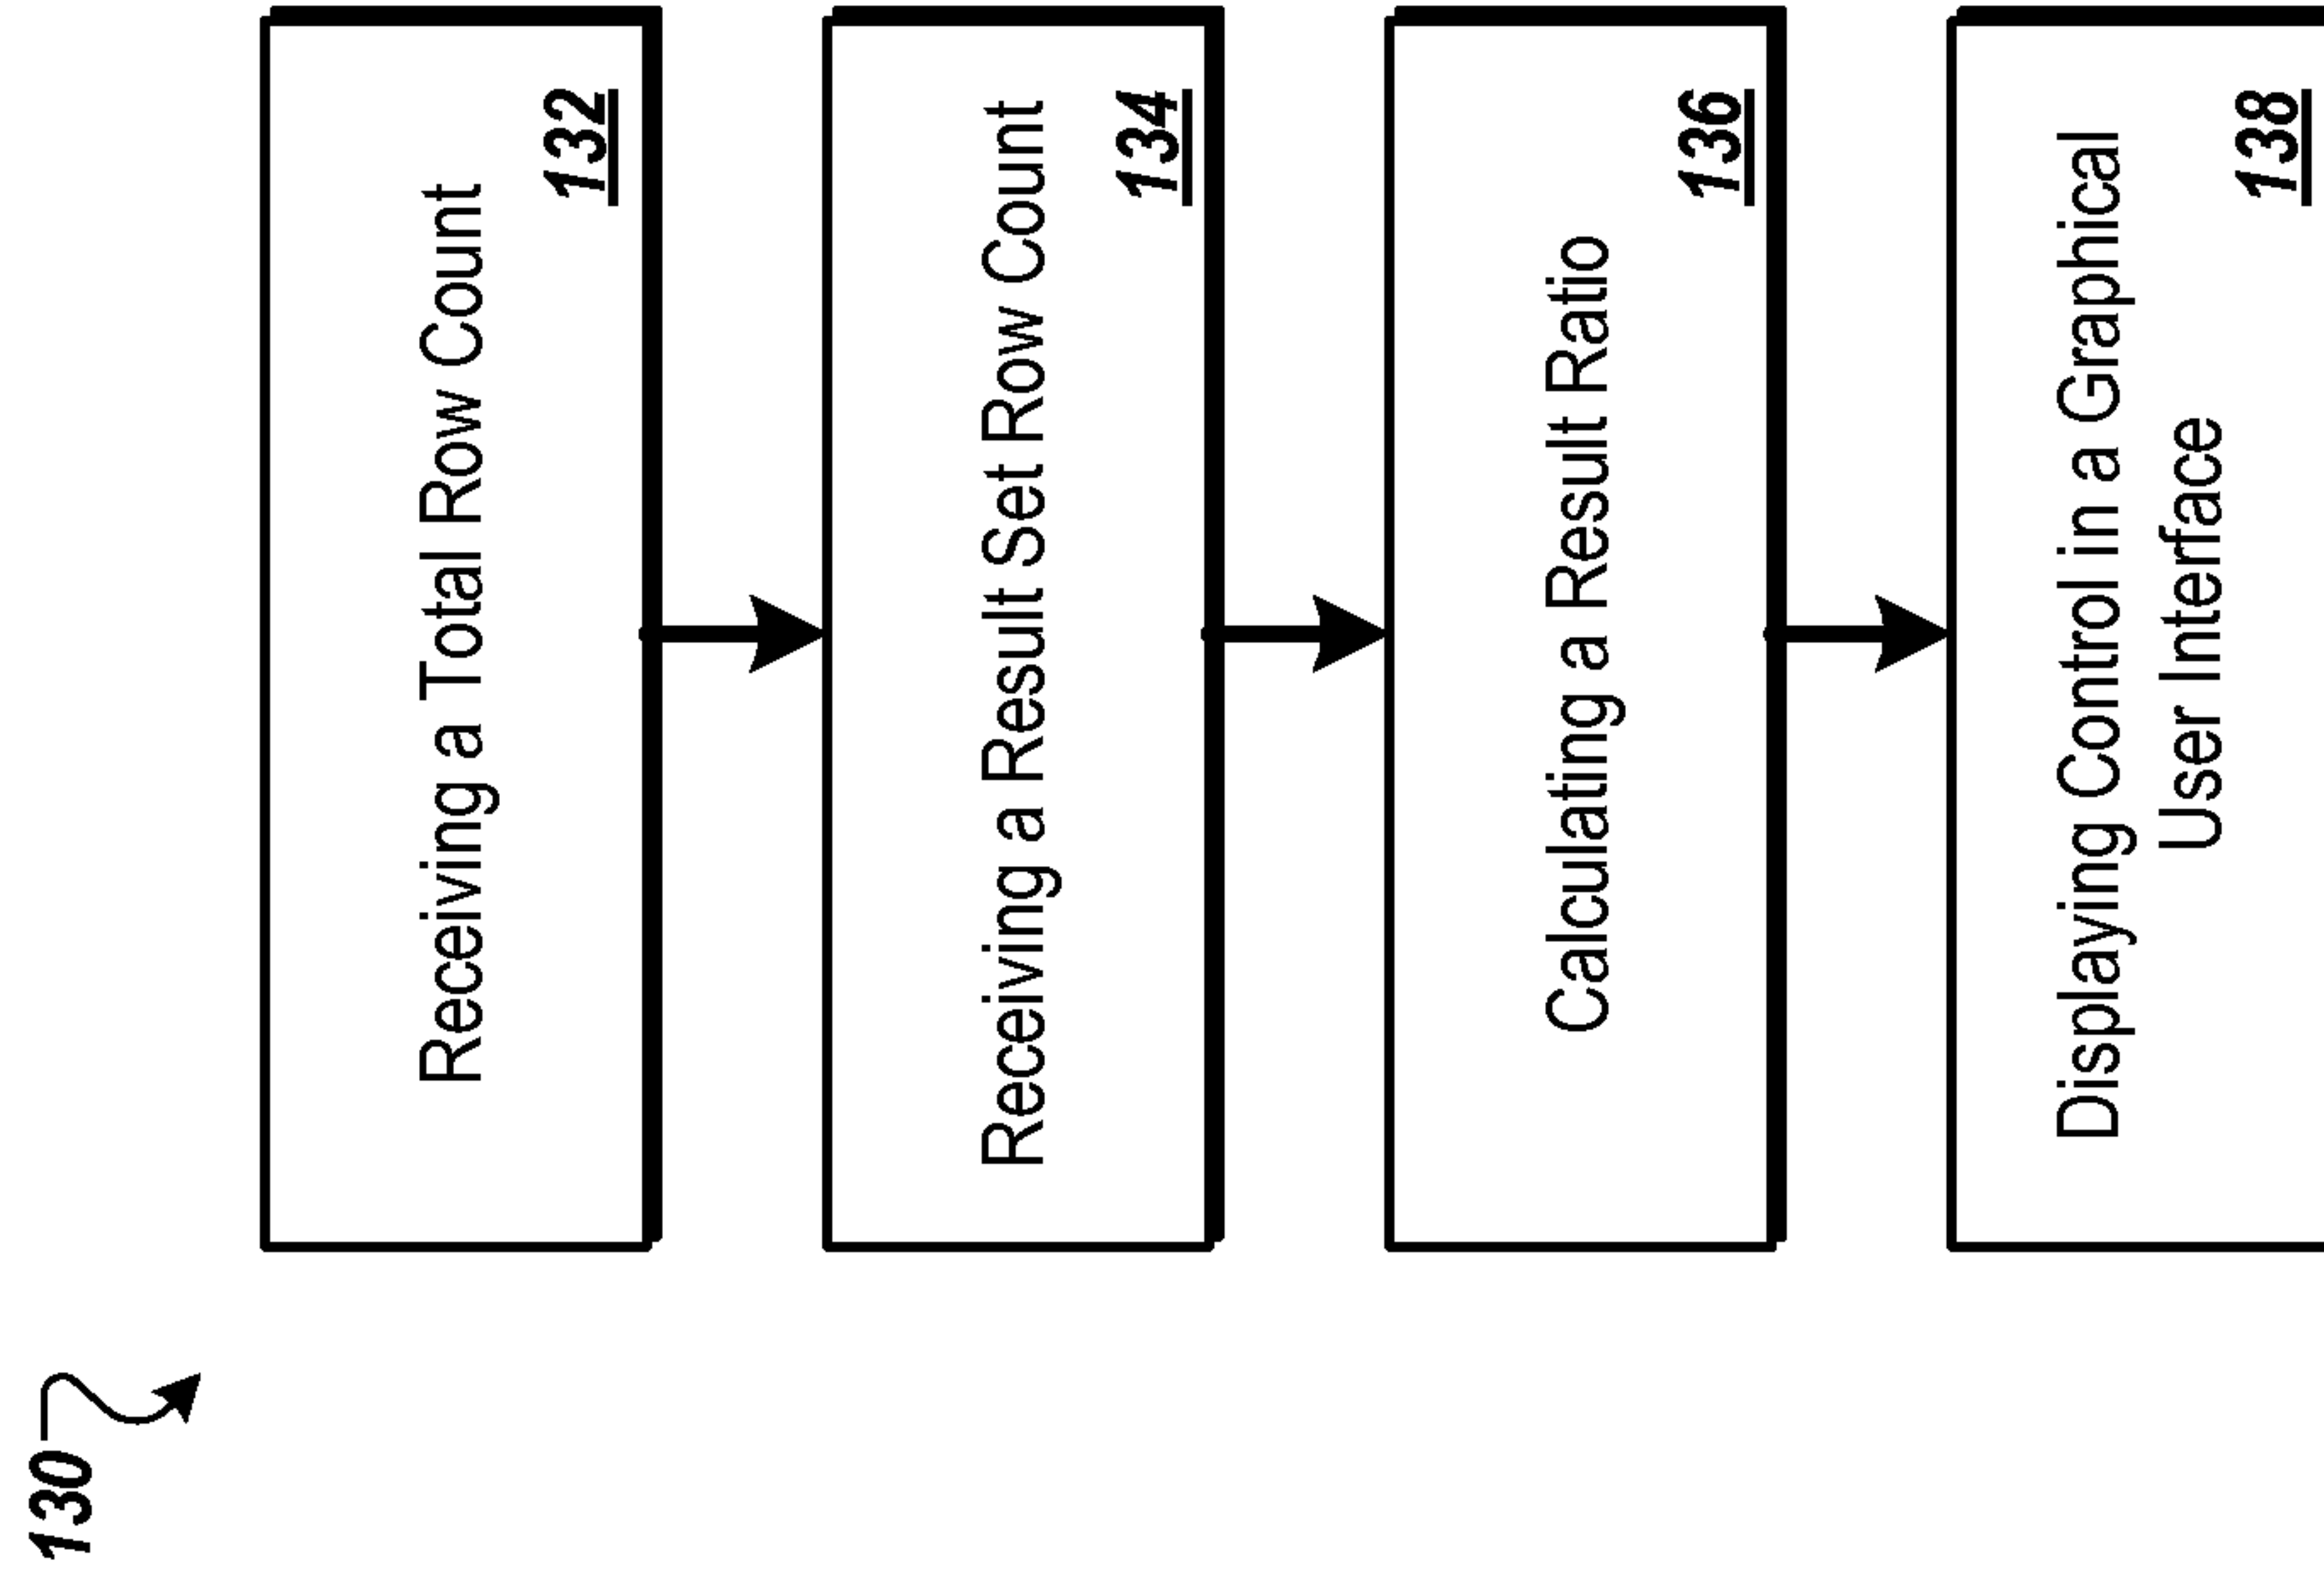 130
Receiving a Total Row Count
132
Receiving a Result Set Row Count
134
Calculating a Result Ratio
136
Displaying Control in a Graphical
User Interface
138